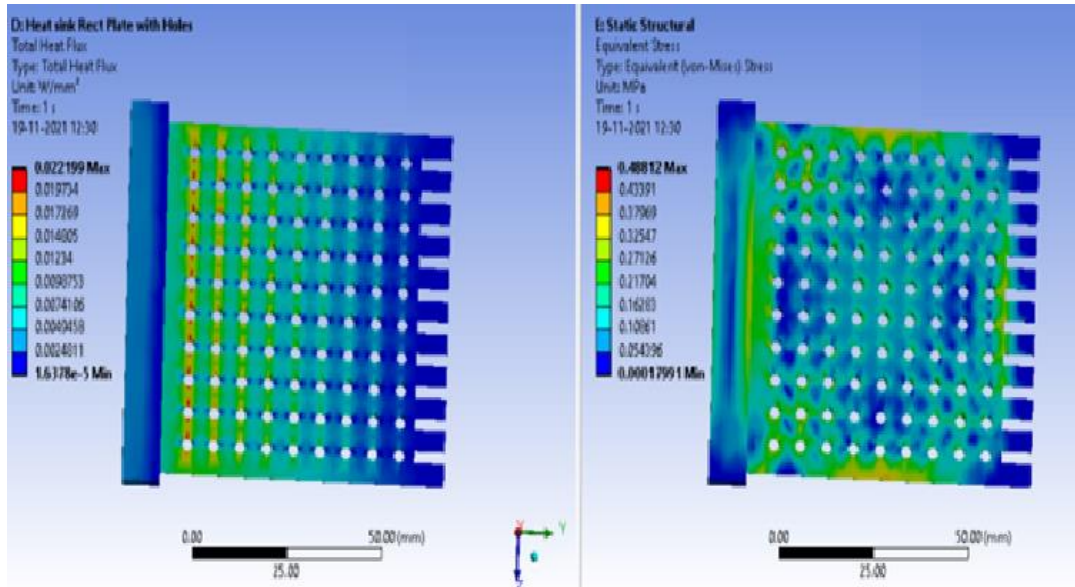 D: Heat sink Rect Plate with Holes
Total Heat Flux
Type: Total Heat Flux
Unit: W/mm²
Time: 1 s
19-11-2021 12:30
0.022199 Max
0.019734
0.017269
0.014805
0.01234
0.0098753
0.0074106
0.0049458
0.0024811
1.6378e-5 Min
0.00
50.00 (mm)
25.00
Y
E: Static Structural
Equivalent Stress
Type: Equivalent (von-Mises) Stress
Unit: MPa
Time: 1 s
19-11-2021 12:30
0.48812 Max
0.43391
0.37969
0.32547
0.27126
0.21704
0.16283
0.10861
0.054396
0.00017991 Min
0.00
50.00 (mm)
25.00